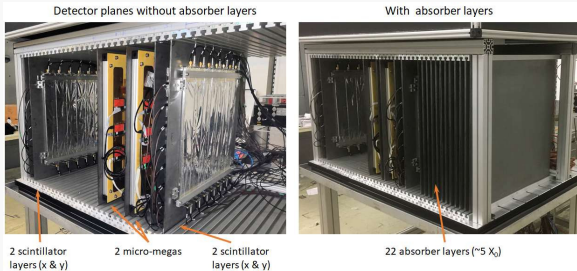 Detector planes without absorber layers
With absorber layers
2 scintillator
layers (x & y)
2 micro-megas
2 scintillator
layers (x & y)
22 absorber layers (~5 X₀)